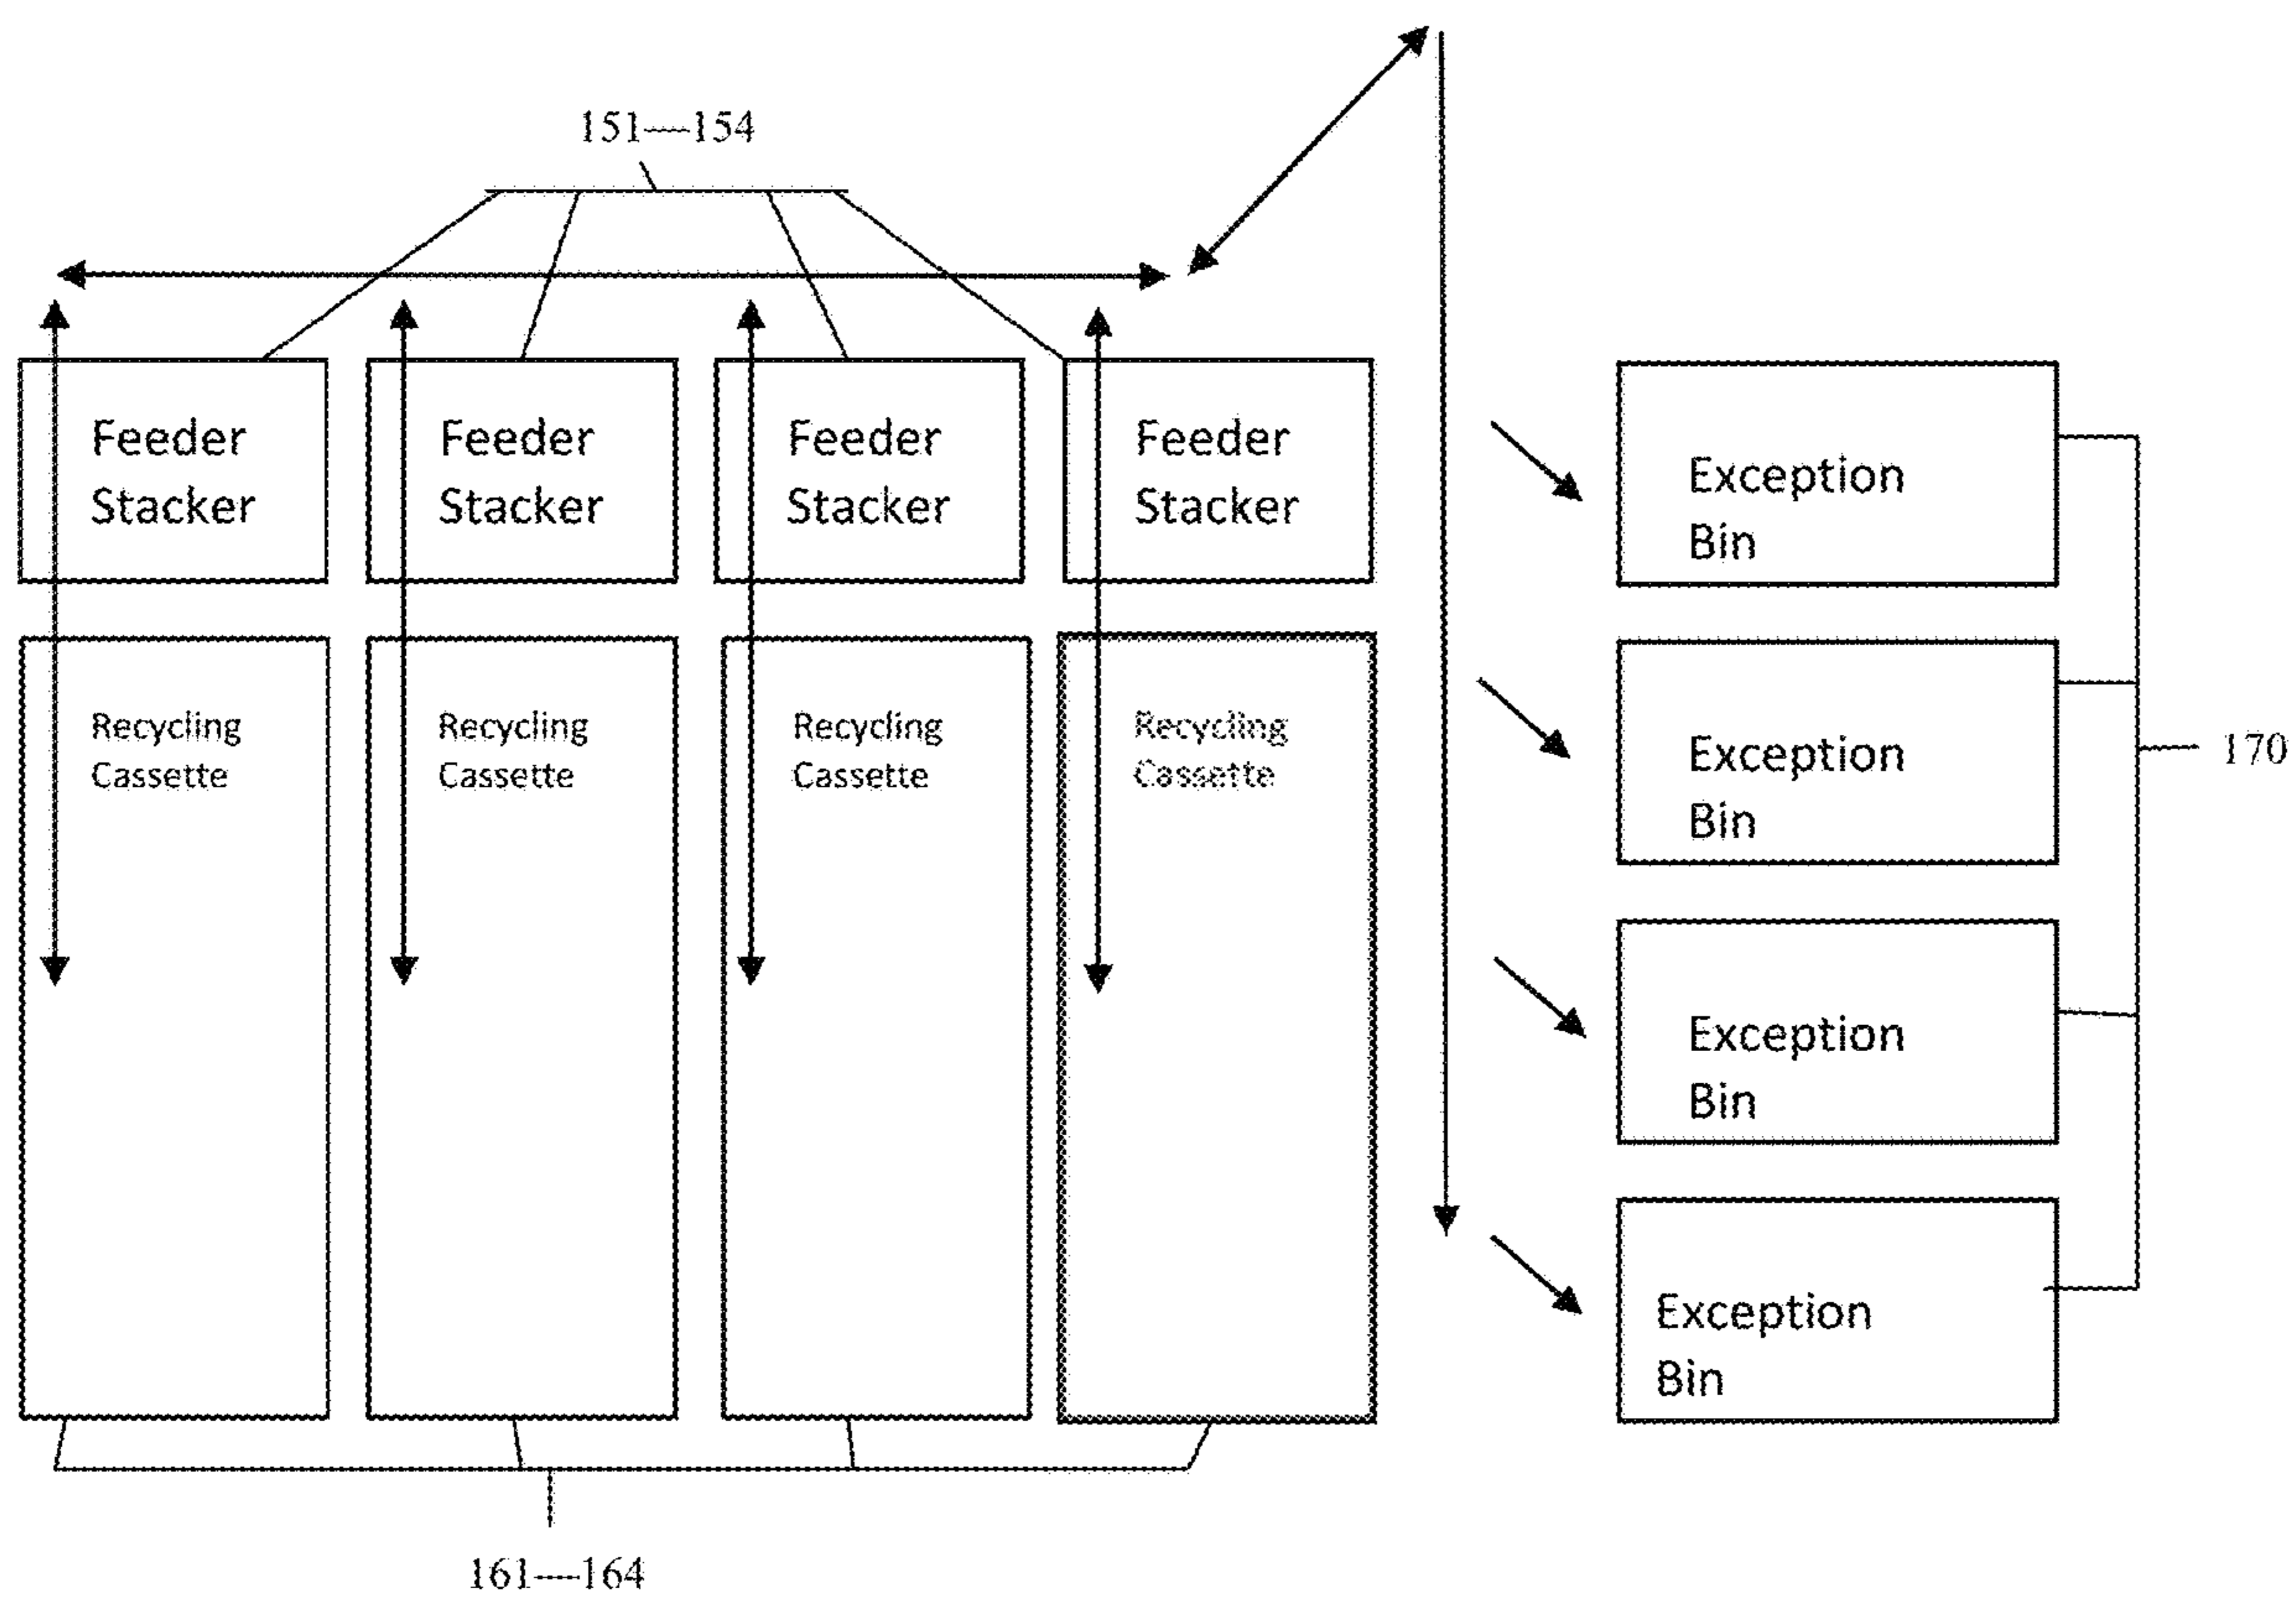 151—154
Feeder
Stacker
Feeder
Stacker
Feeder
Stacker
Feeder
Stacker
Exception
Bin
Recycling
Cassette
Recycling
Cassette
Recycling
Cassette
Recycling
Cassette
Exception
Bin
170
Exception
Bin
Exception
Bin
161—164